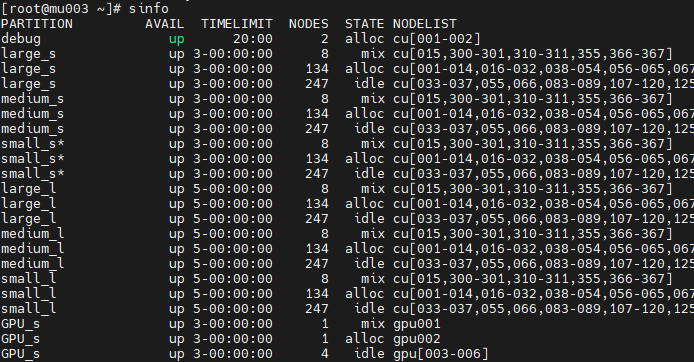 [root@mu003 ~]# sinfo
PARTITION AVAIL TIMELIMIT NODES STATE NODELIST
debug up 20:00 2 alloc cu[001-002]
large_s up 3-00:00:00 8 mix cu[015,300-301,310-311,355,366-367]
large_s up 3-00:00:00 134 alloc cu[001-014,016-032,038-054,056-065,067
large_s up 3-00:00:00 247 idle cu[033-037,055,066,083-089,107-120,125
medium_s up 3-00:00:00 8 mix cu[015,300-301,310-311,355,366-367]
medium_s up 3-00:00:00 134 alloc cu[001-014,016-032,038-054,056-065,067
medium_s up 3-00:00:00 247 idle cu[033-037,055,066,083-089,107-120,125
small_s* up 3-00:00:00 8 mix cu[015,300-301,310-311,355,366-367]
small_s* up 3-00:00:00 134 alloc cu[001-014,016-032,038-054,056-065,067
small_s* up 3-00:00:00 247 idle cu[033-037,055,066,083-089,107-120,125
large_l up 5-00:00:00 8 mix cu[015,300-301,310-311,355,366-367]
large_l up 5-00:00:00 134 alloc cu[001-014,016-032,038-054,056-065,067
large_l up 5-00:00:00 247 idle cu[033-037,055,066,083-089,107-120,125
medium_l up 5-00:00:00 8 mix cu[015,300-301,310-311,355,366-367]
medium_l up 5-00:00:00 134 alloc cu[001-014,016-032,038-054,056-065,067
medium_l up 5-00:00:00 247 idle cu[033-037,055,066,083-089,107-120,125
small_l up 5-00:00:00 8 mix cu[015,300-301,310-311,355,366-367]
small_l up 5-00:00:00 134 alloc cu[001-014,016-032,038-054,056-065,067
small_l up 5-00:00:00 247 idle cu[033-037,055,066,083-089,107-120,125
GPU_s up 3-00:00:00 1 mix gpu001
GPU_s up 3-00:00:00 1 alloc gpu002
GPU_s up 3-00:00:00 4 idle gpu[003-006]